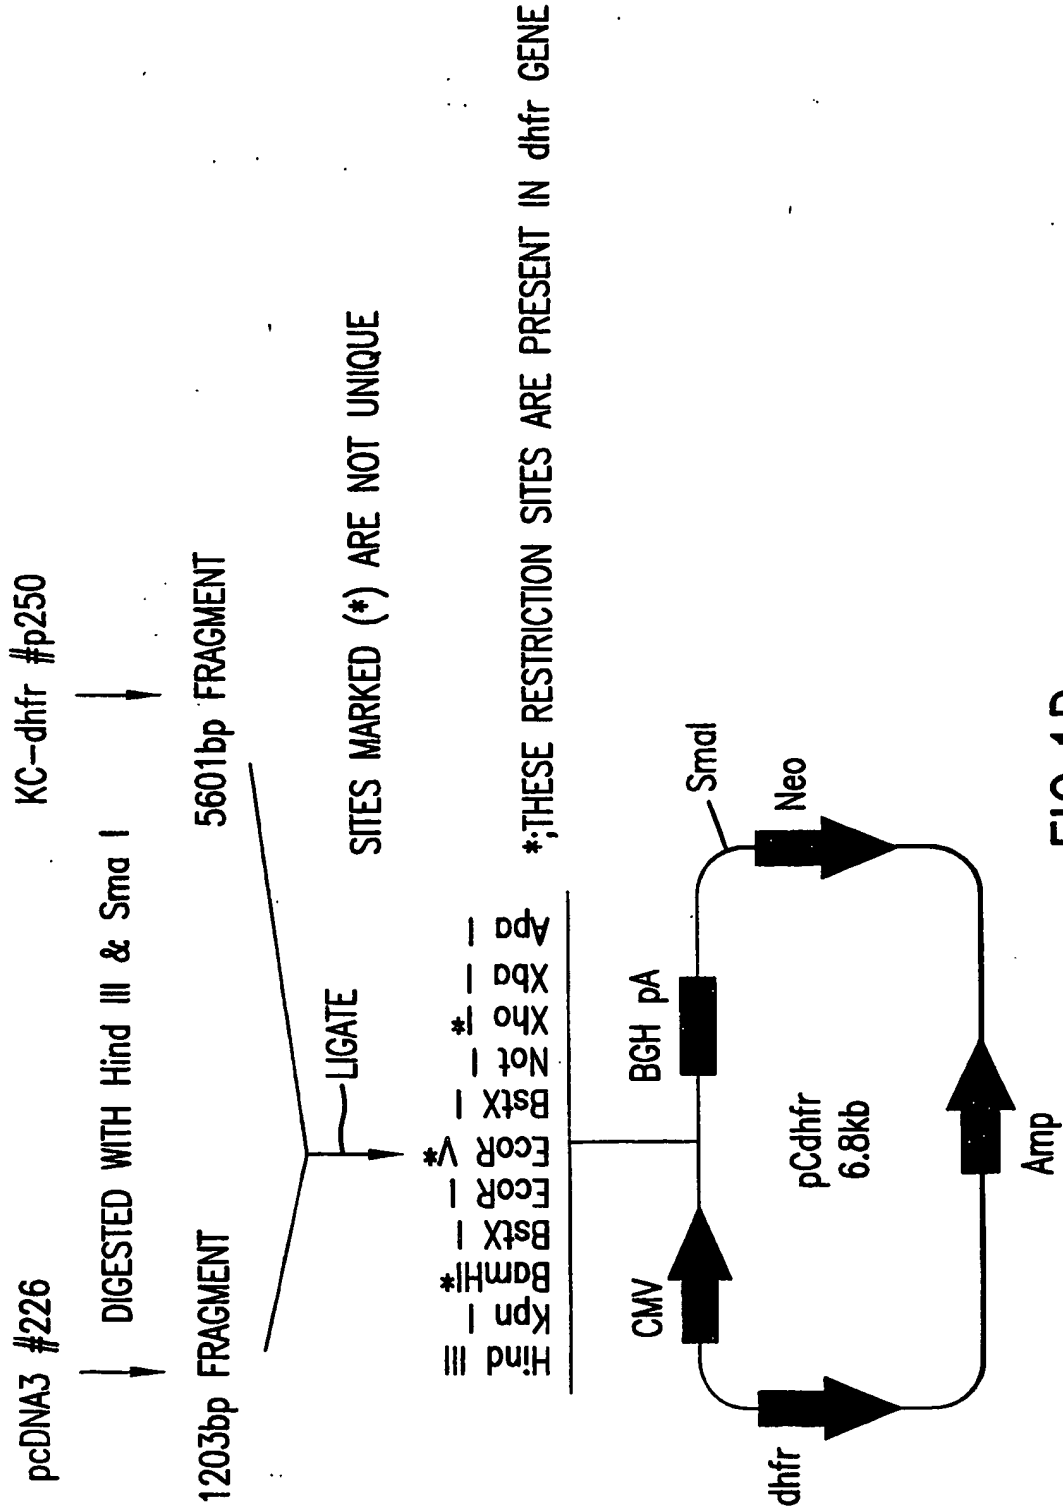 pcDNA3 #226
KC-dhfr #p250
DIGESTED WITH Hind III & Sma I
1203bp FRAGMENT
5601bp FRAGMENT
LIGATE
SITES MARKED (*) ARE NOT UNIQUE
Hind III
Kpn I
BamHI*
BstX I
EcoR I
EcoR V*
BstX I
Not I
Xho I*
Xba I
Apa I
*;THESE RESTRICTION SITES ARE PRESENT IN dhfr GENE
CMV
BGH pA
SmaI
dhfr
pCdhfr
6.8kb
Neo
Amp